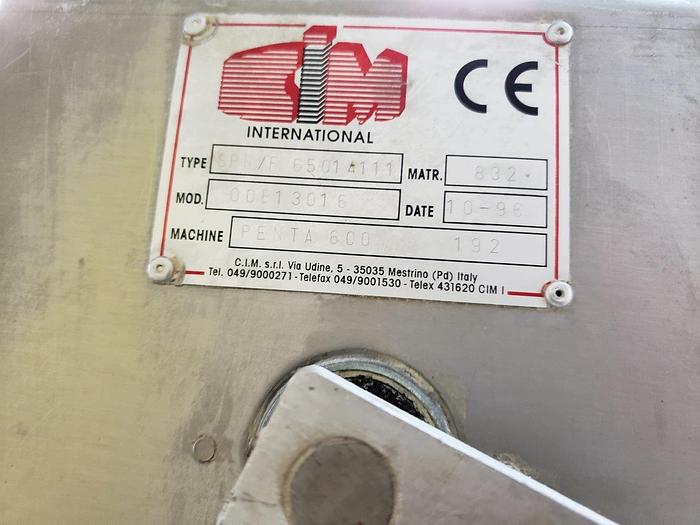 CIM CE
INTERNATIONAL
TYPE 65014111 MATR. 832
MOD. 00E13016 DATE 10-96
MACHINE PENTA 600 192
C.I.M. s.r.l. Via Udine, 5 - 35035 Mestrino (Pd) Italy
Tel. 049/9000271 - Telefax 049/9001530 - Telex 431620 CIM I